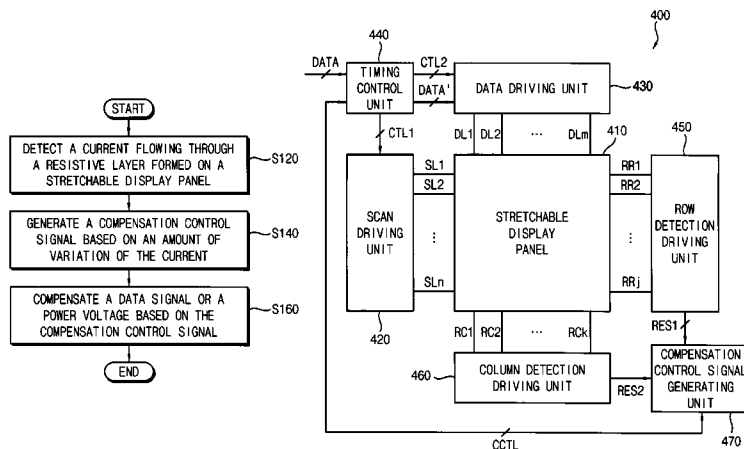 START
DETECT A CURRENT FLOWING THROUGH
A RESISTIVE LAYER FORMED ON A
STRETCHABLE DISPLAY PANEL
S120
GENERATE A COMPENSATION CONTROL
SIGNAL BASED ON AN AMOUNT OF
VARIATION OF THE CURRENT
S140
COMPENSATE A DATA SIGNAL OR A
POWER VOLTAGE BASED ON THE
COMPENSATION CONTROL SIGNAL
S160
END
400
440
DATA
TIMING
CONTROL
UNIT
CTL2
DATA'
DATA DRIVING UNIT
430
CTL1
DL1 DL2 ... DLm
410
450
SCAN
DRIVING
UNIT
420
SL1
SL2
⋮
SLn
STRETCHABLE
DISPLAY
PANEL
RR1
RR2
⋮
RRj
ROW
DETECTION
DRIVING
UNIT
RC1 RC2 ... RCk
RES1
460
COLUMN DETECTION
DRIVING UNIT
RES2
COMPENSATION
CONTROL SIGNAL
GENERATING
UNIT
470
CCTL